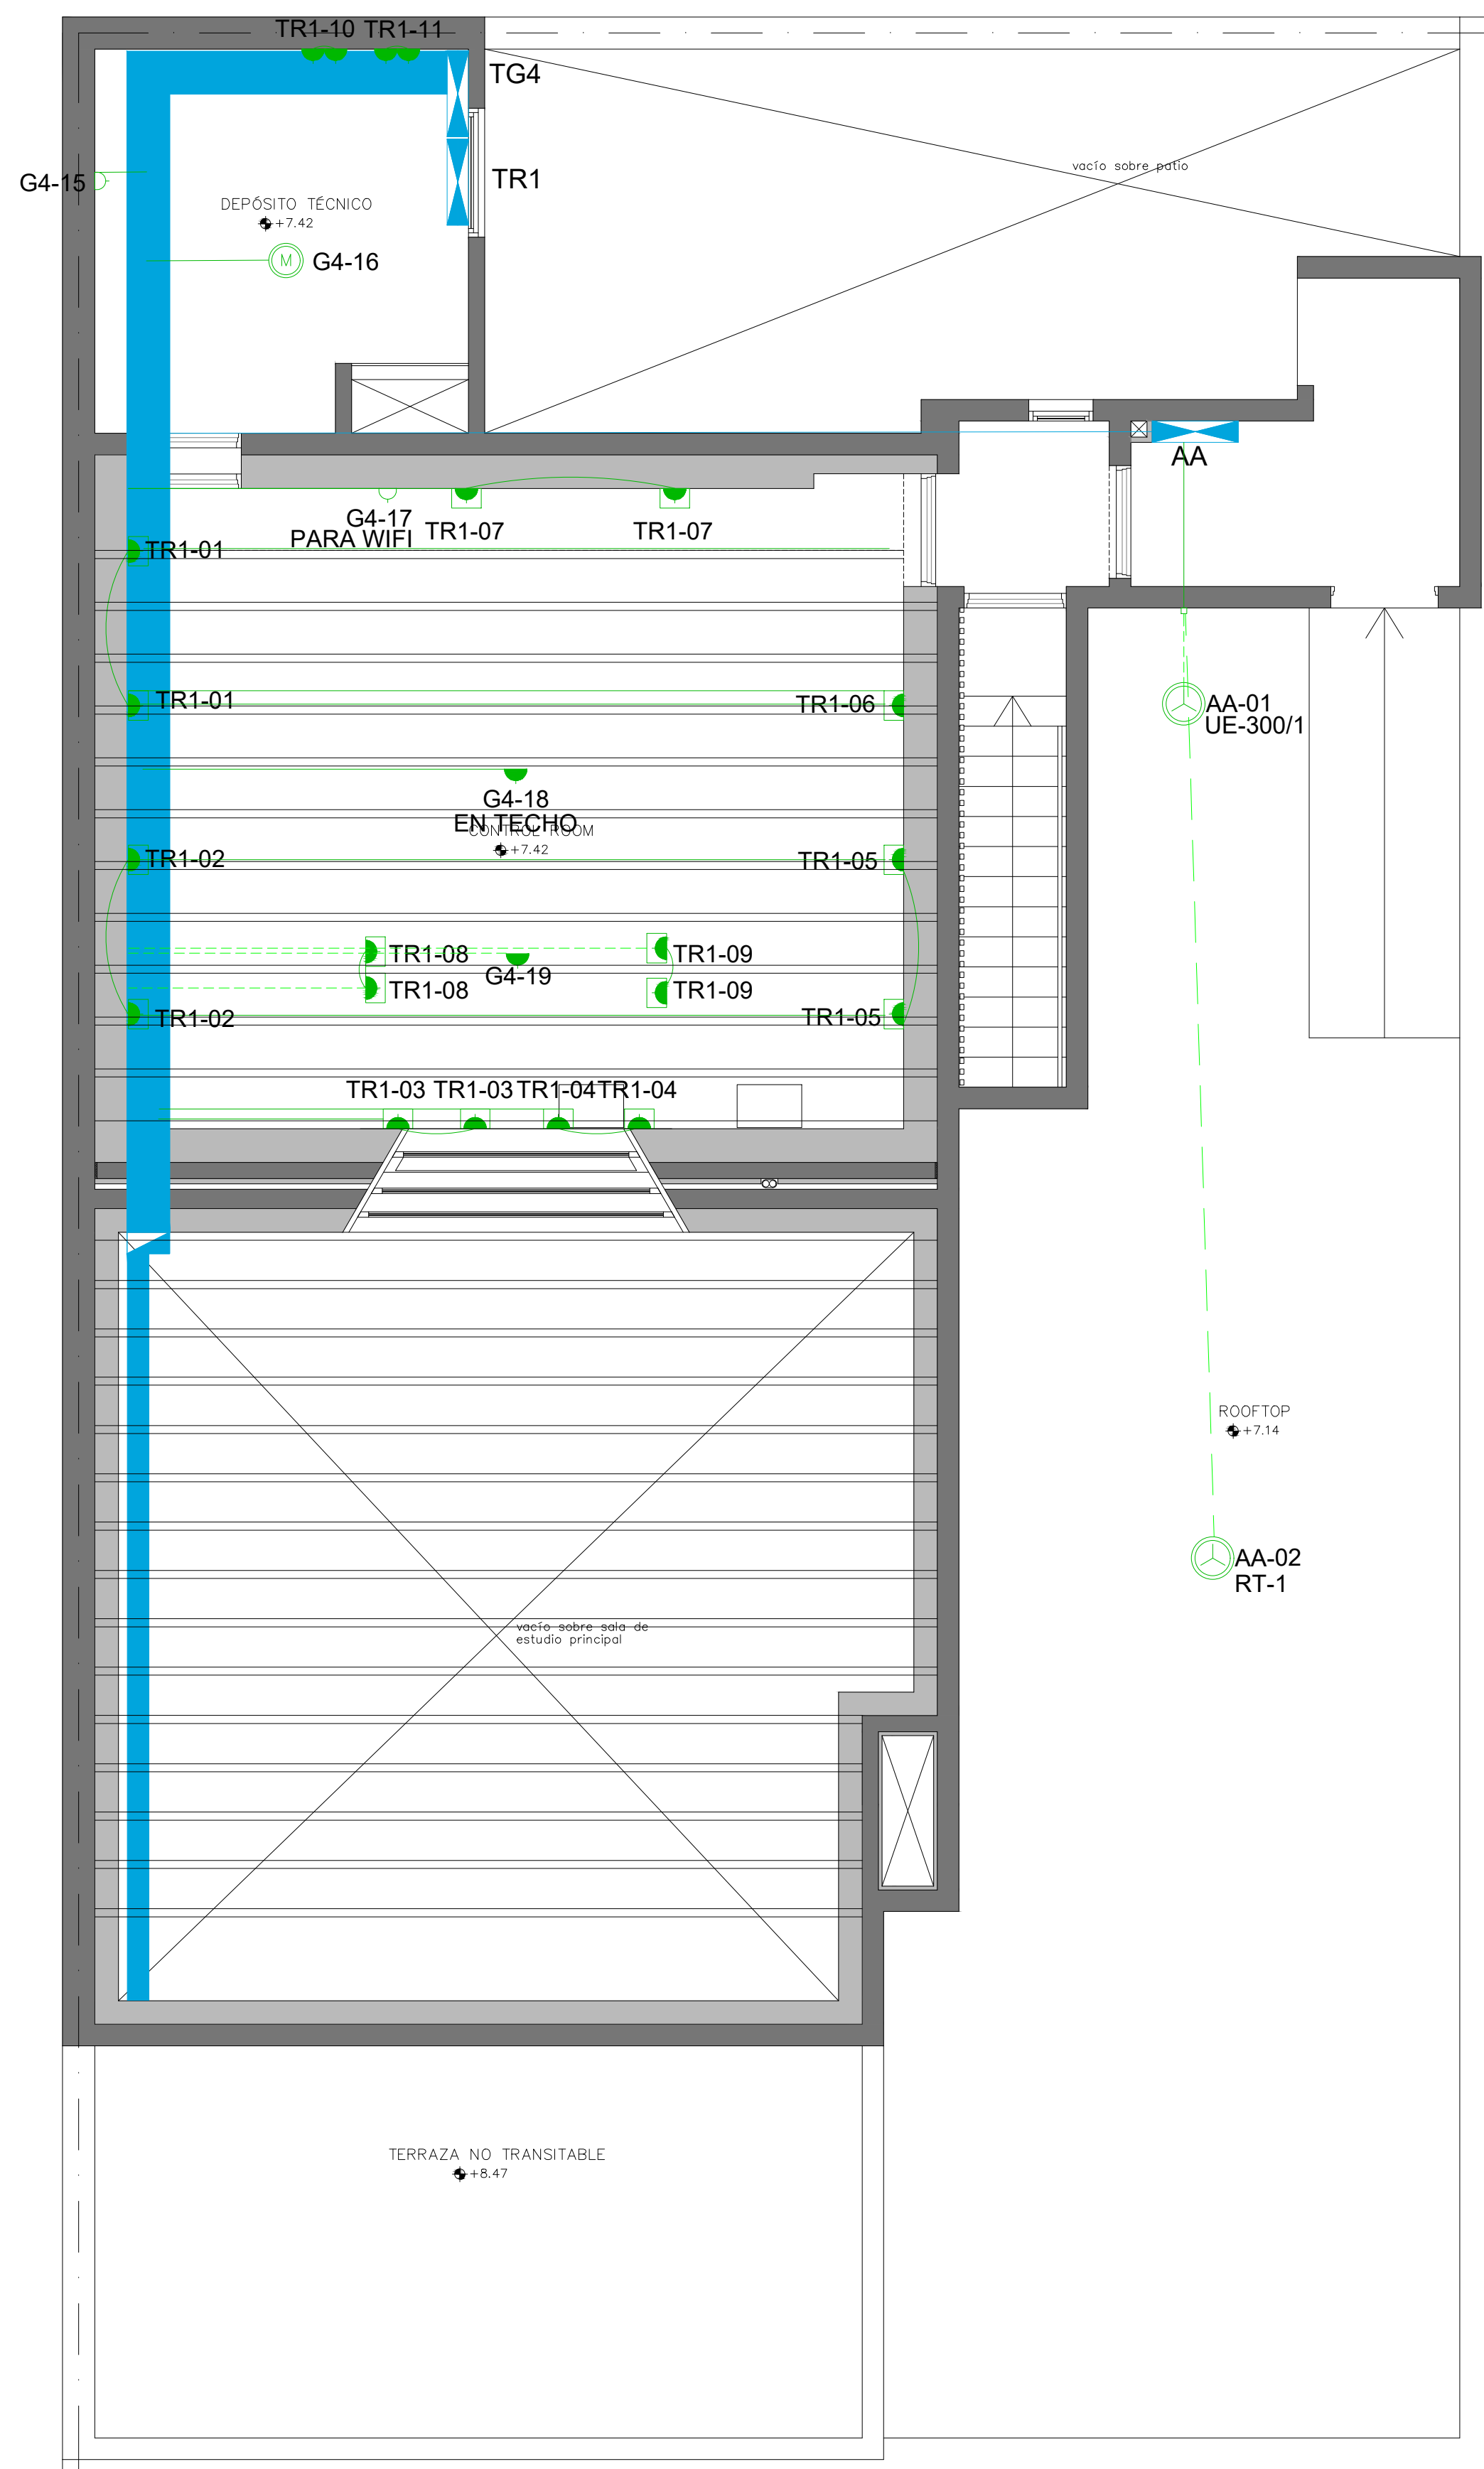 TR1-10 TR1-11
TG4
vacío sobre patio
G4-15
TR1
DEPÓSITO TÉCNICO
+7.42
M
G4-16
AA
G4-17
PARA WIFI
TR1-07
TR1-07
TR1-01
TR1-01
TR1-06
AA-01
UE-300/1
G4-18
EN TECHO
CONTROL ROOM
+7.42
TR1-02
TR1-05
TR1-08
TR1-09
G4-19
TR1-08
TR1-09
TR1-02
TR1-05
TR1-03 TR1-03 TR1-04 TR1-04
ROOFTOP
+7.14
AA-02
RT-1
vacío sobre sala de
estudio principal
TERRAZA NO TRANSITABLE
+8.47